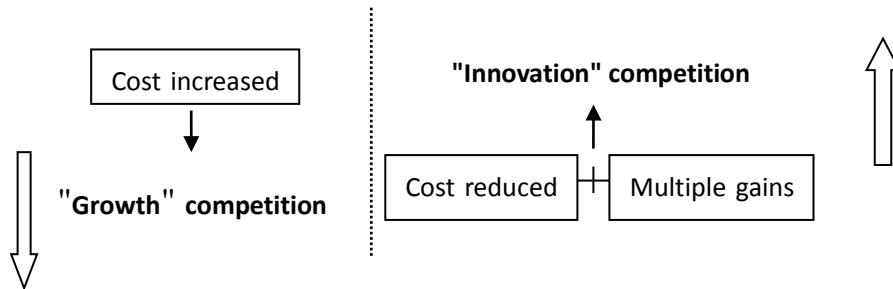 Cost increased
"Growth" competition
"Innovation" competition
Cost reduced
Multiple gains